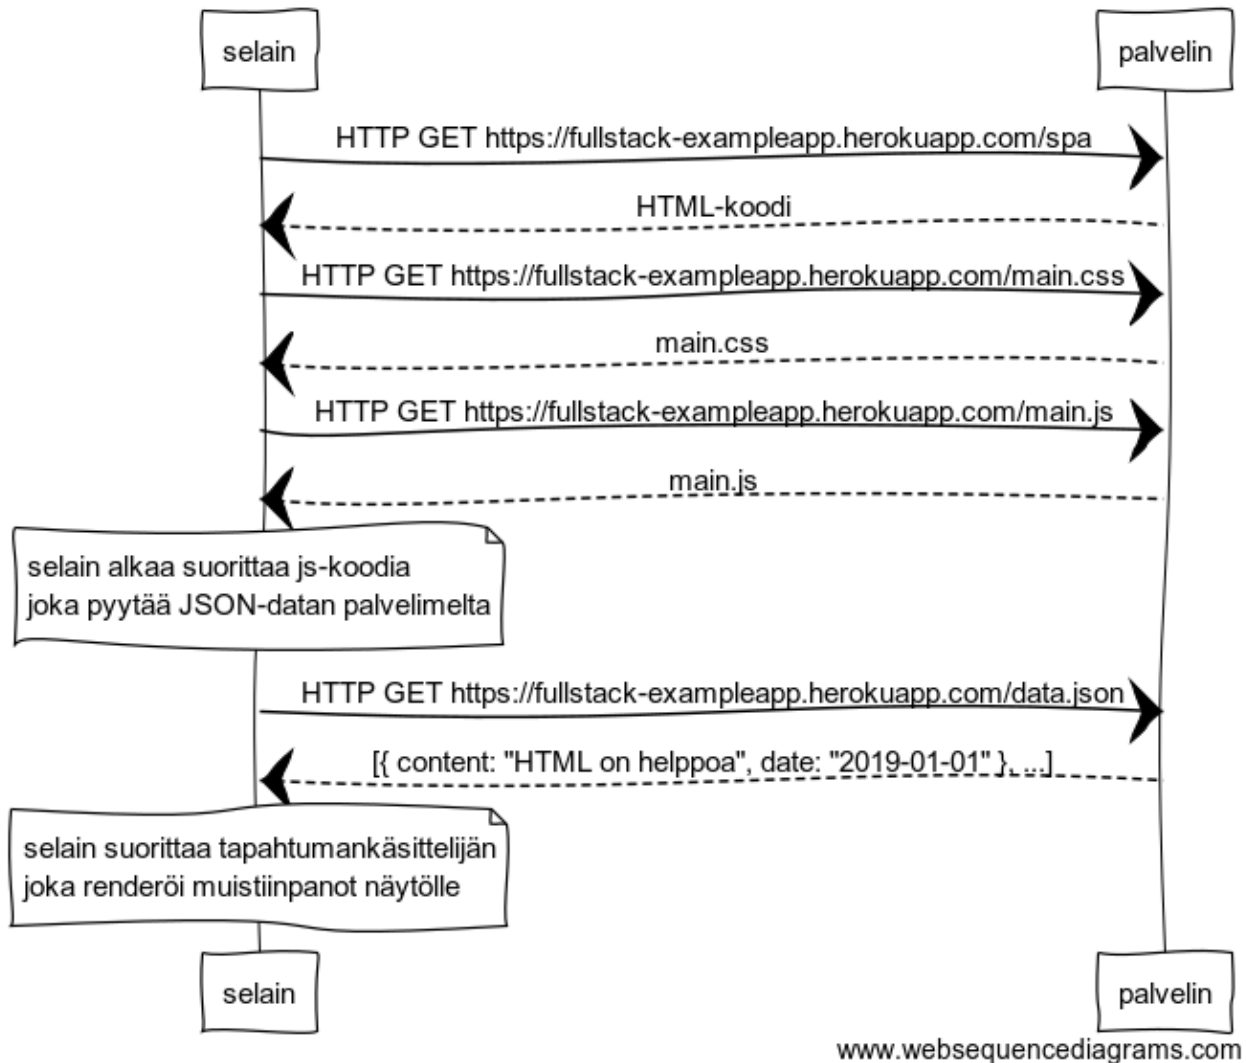 selain
palvelin
HTTP GET https://fullstack-exampleapp.herokuapp.com/spa
HTML-koodi
HTTP GET https://fullstack-exampleapp.herokuapp.com/main.css
main.css
HTTP GET https://fullstack-exampleapp.herokuapp.com/main.js
main.js
selain alkaa suorittaa js-koodia
joka pyytää JSON-datan palvelimelta
HTTP GET https://fullstack-exampleapp.herokuapp.com/data.json
[{ content: "HTML on helppoa", date: "2019-01-01" }, ...]
selain suorittaa tapahtumankäsittelijän
joka renderöi muistiinpanot näytölle
selain
palvelin
www.websequencediagrams.com